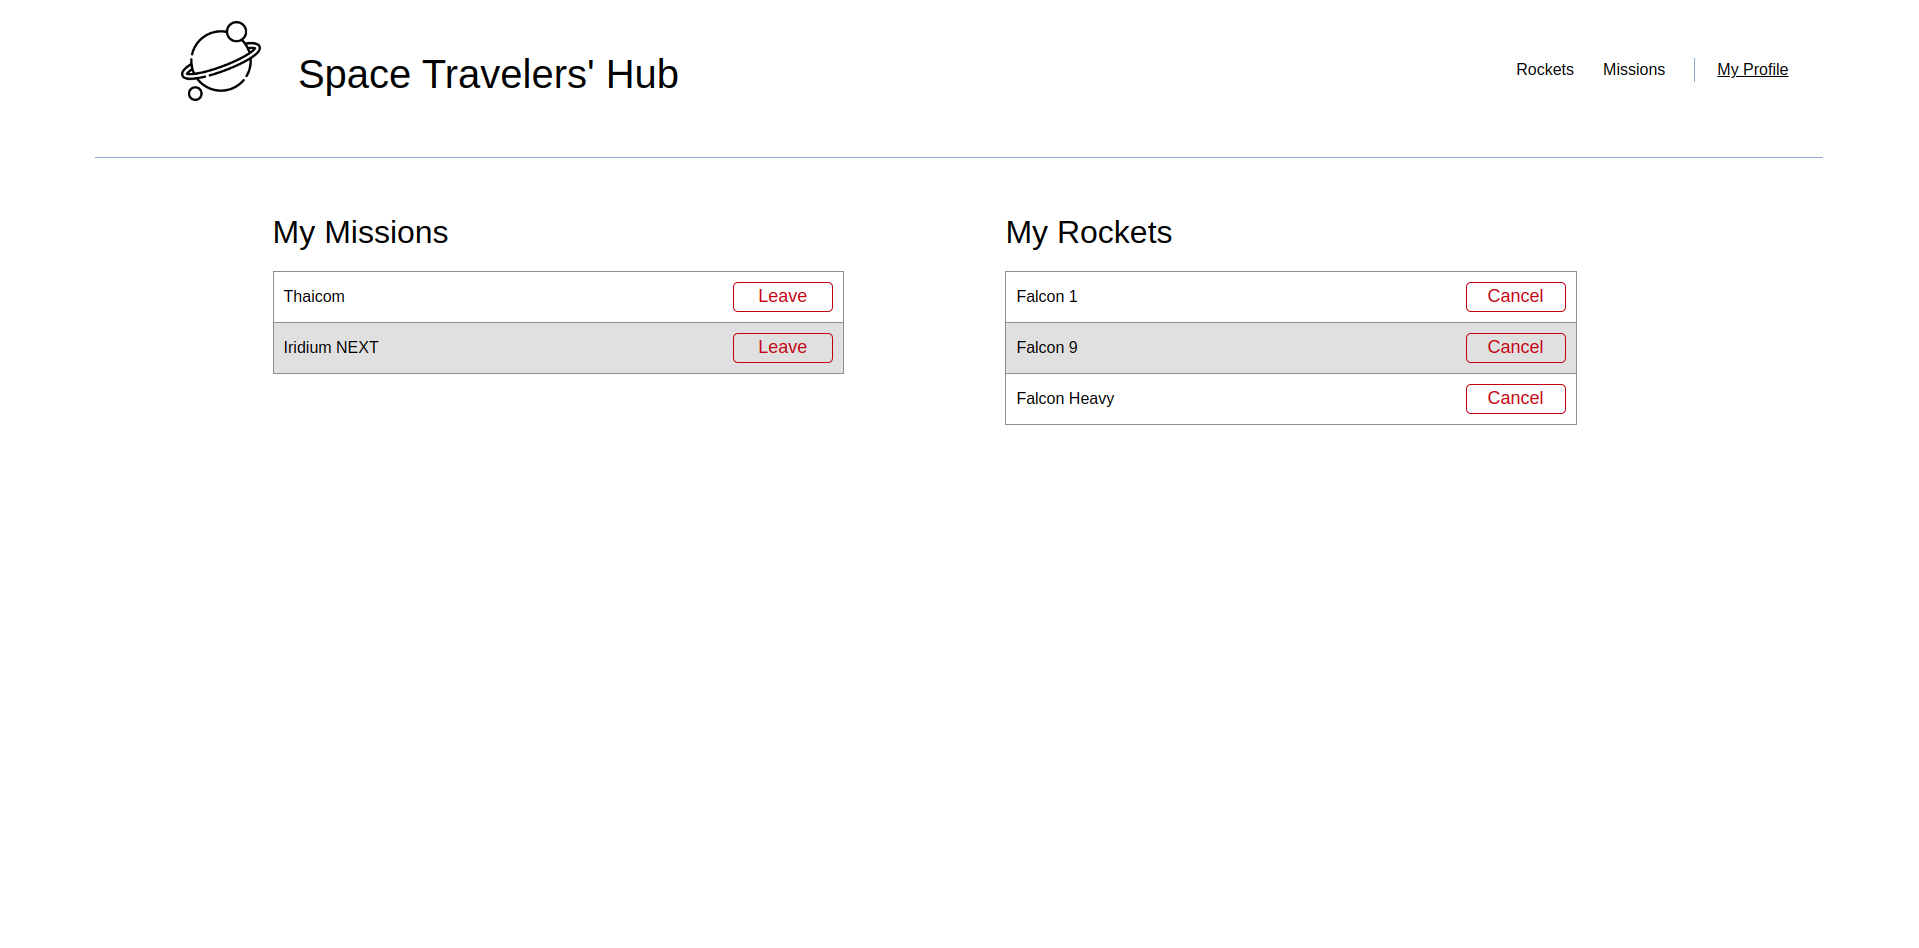 Space Travelers' Hub
Rockets Missions My Profile
My Missions
Thaicom Leave
Iridium NEXT Leave
My Rockets
Falcon 1 Cancel
Falcon 9 Cancel
Falcon Heavy Cancel